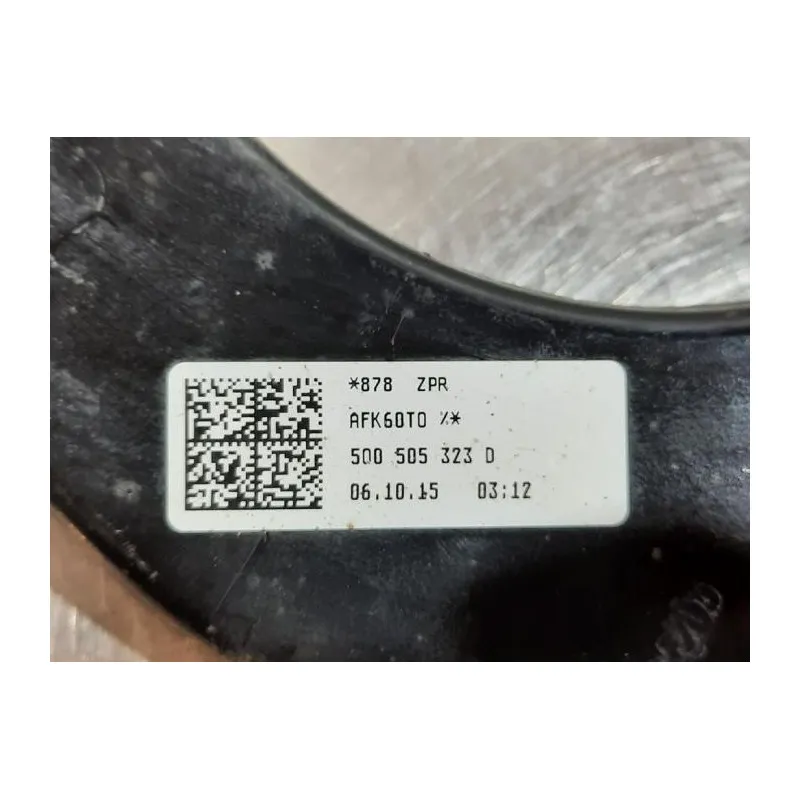 *878 ZPR
AFK60T0 %*
5Q0 505 323 D
06.10.15 03:12